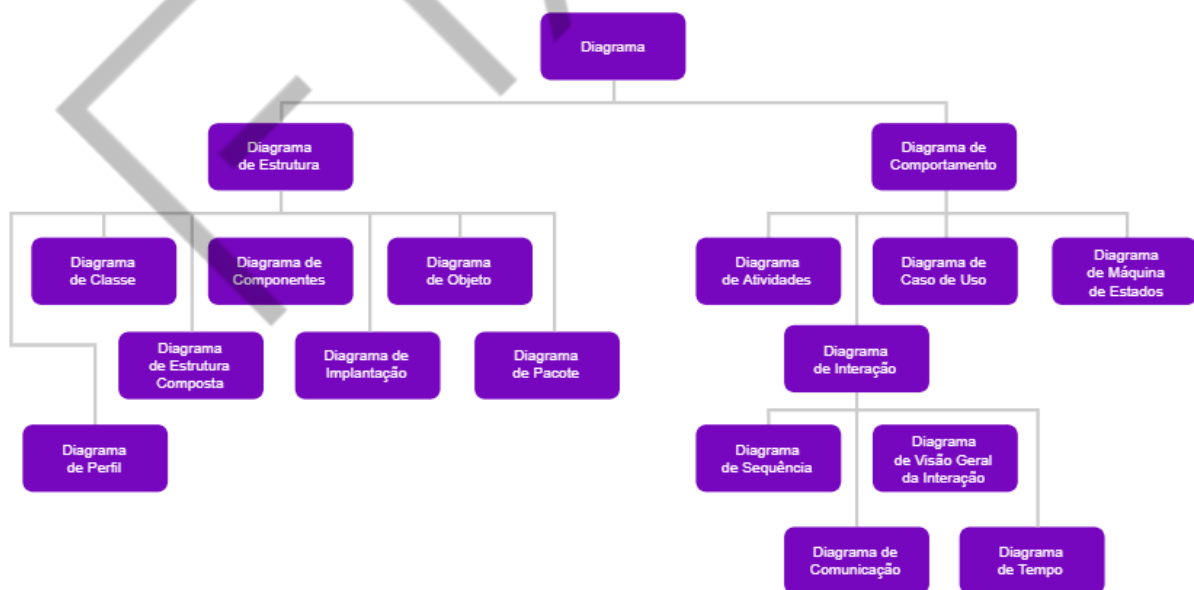 Diagrama
Diagrama
de Estrutura
Diagrama de
Comportamento
Diagrama
de Classe
Diagrama de
Componentes
Diagrama
de Objeto
Diagrama
de Atividades
Diagrama de
Caso de Uso
Diagrama
de Máquina
de Estados
Diagrama
de Estrutura
Composta
Diagrama de
Implantação
Diagrama
de Pacote
Diagrama
de Interação
Diagrama
de Perfil
Diagrama
de Sequência
Diagrama
de Visão Geral
da Interação
Diagrama de
Comunicação
Diagrama
de Tempo